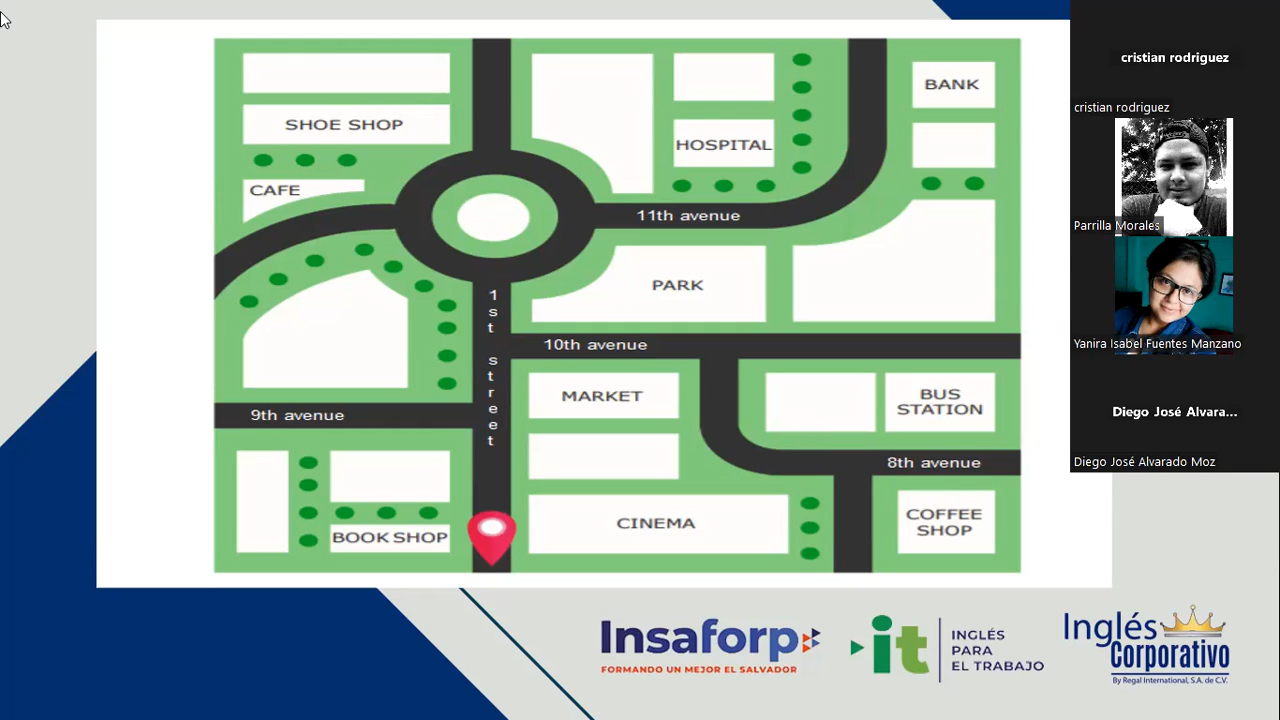 SHOE SHOP
CAFE
HOSPITAL
BANK
11th avenue
PARK
1st street
10th avenue
MARKET
BUS
STATION
9th avenue
8th avenue
BOOK SHOP
CINEMA
COFFEE
SHOP
cristian rodriguez
cristian rodriguez
Parrilla Morales
Yanira Isabel Fuentes Manzano
Diego José Alvara...
Diego José Alvarado Moz
Insaforp
FORMANDO UN MEJOR EL SALVADOR
it
INGLÉS
PARA
EL TRABAJO
Inglés
Corporativo
By Regal International, S.A. de C.V.